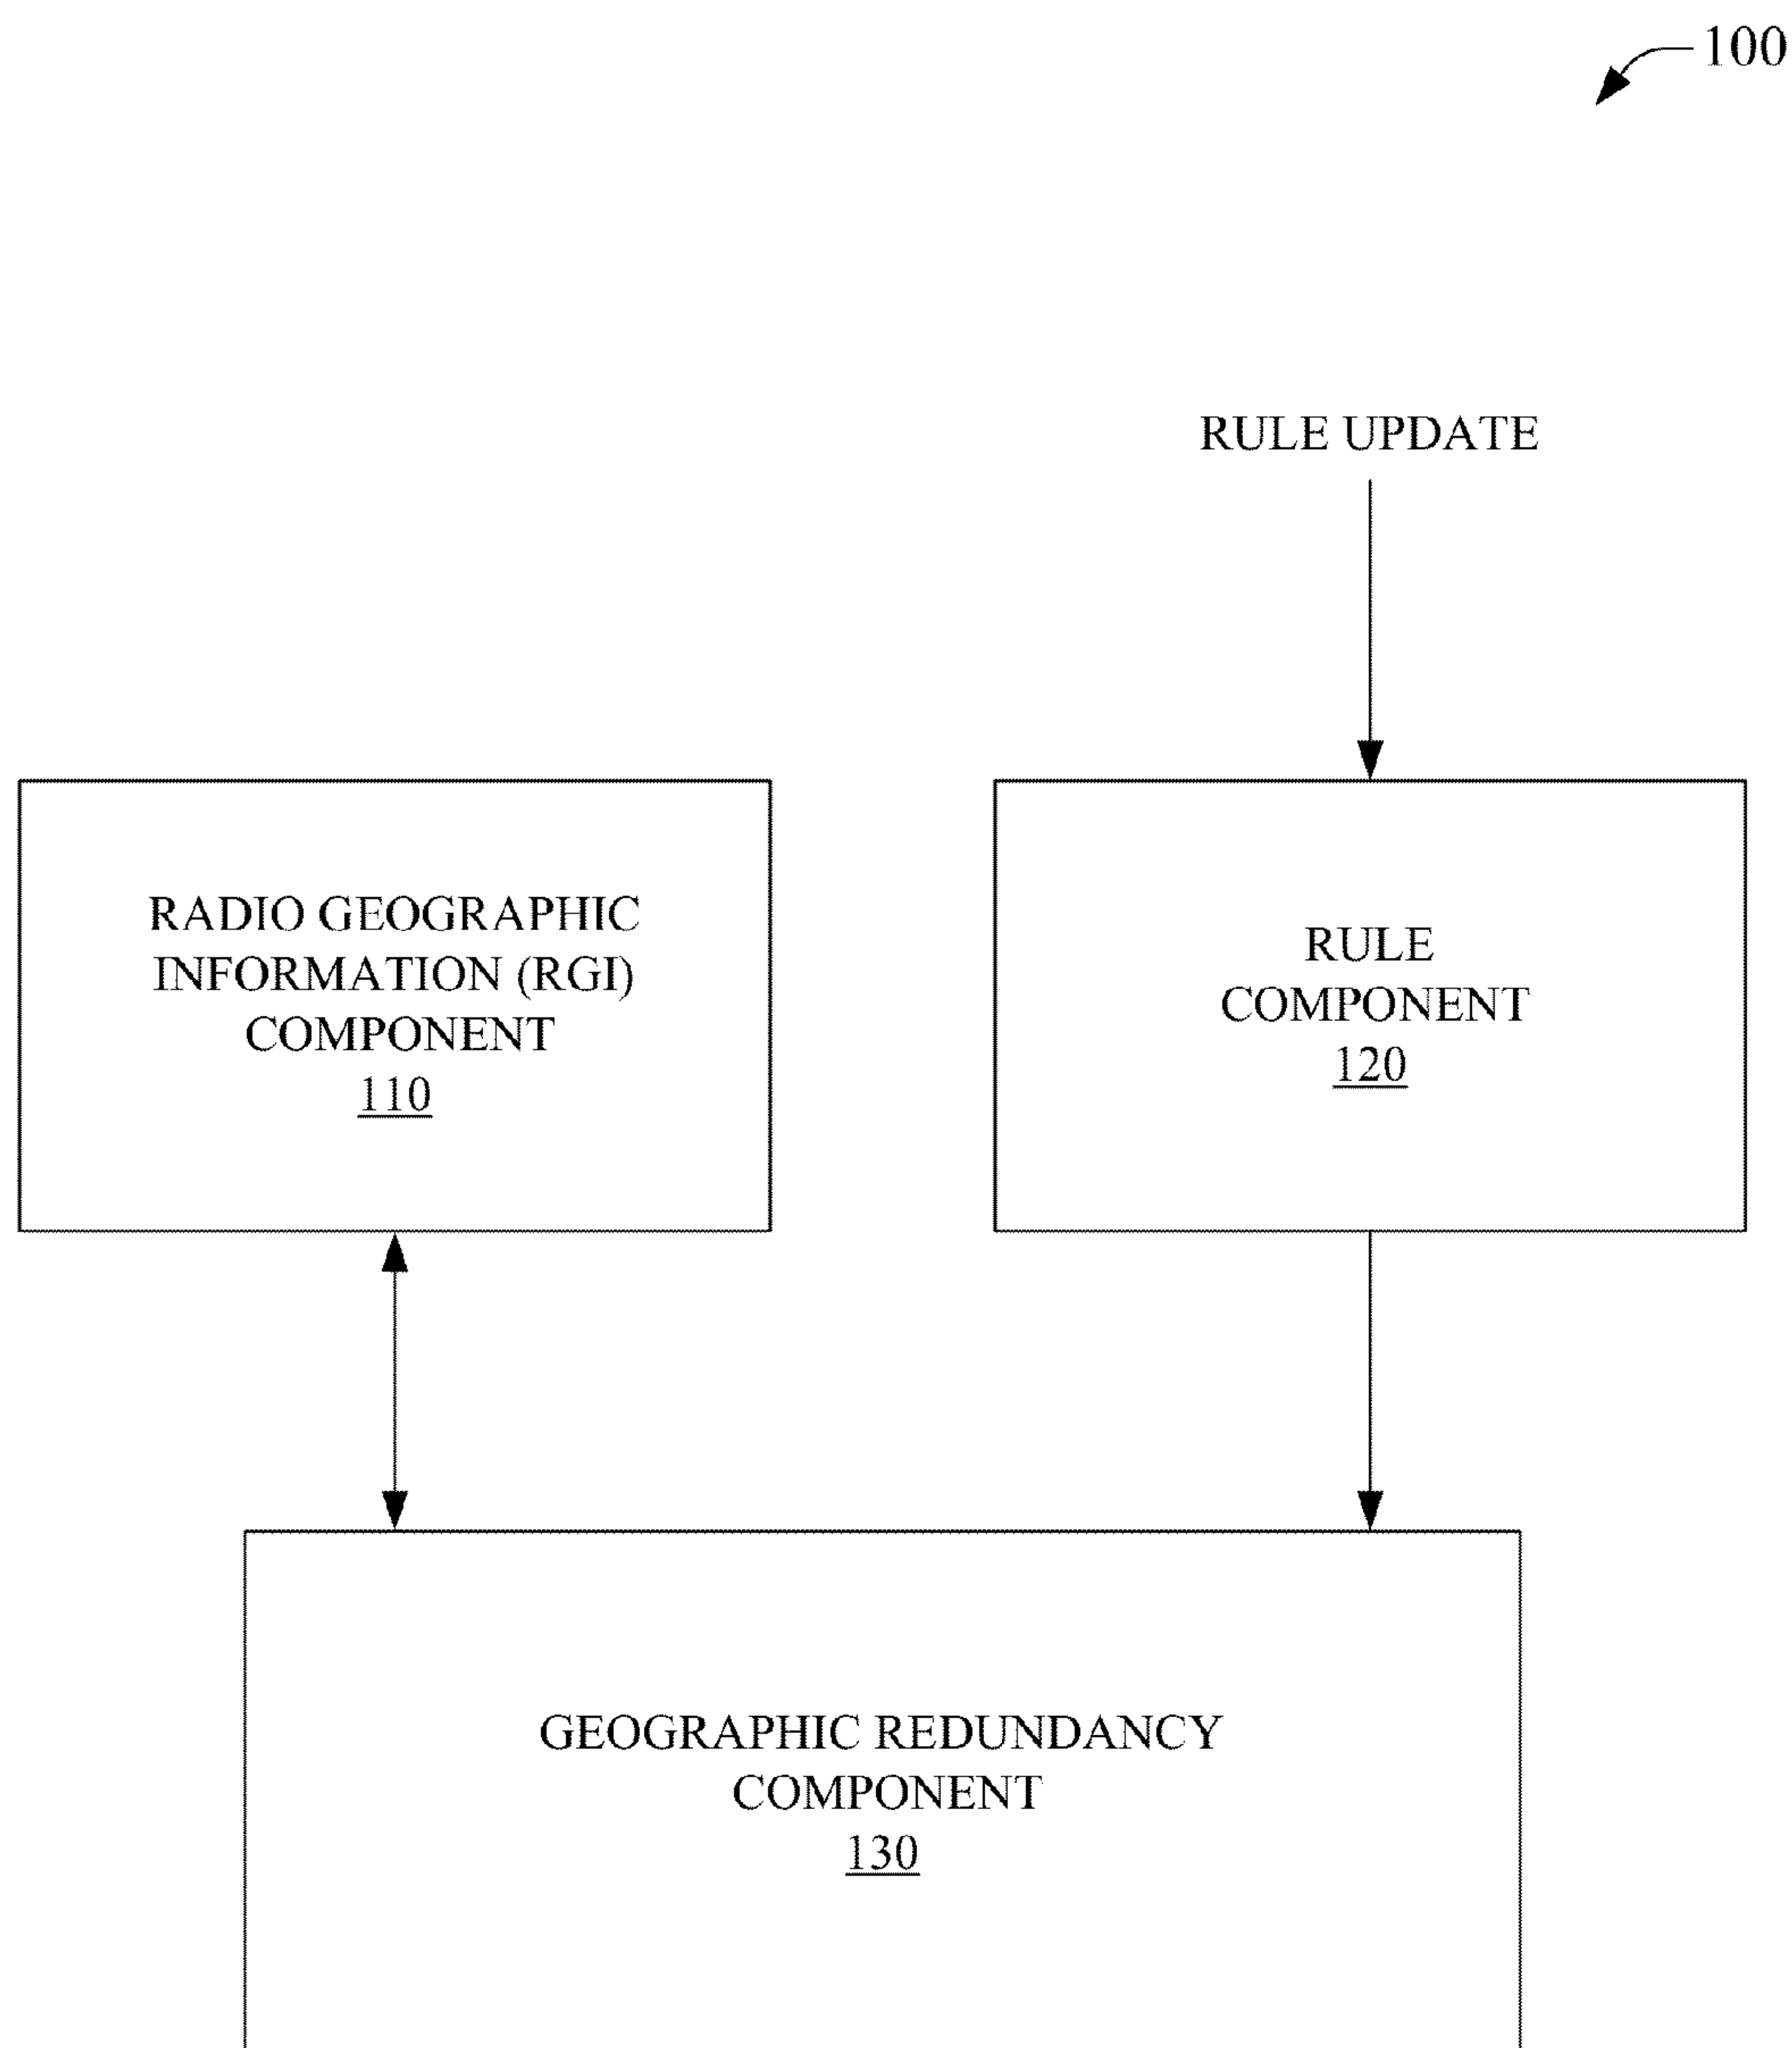 100
RULE UPDATE
RADIO GEOGRAPHIC
INFORMATION (RGI)
COMPONENT
110
RULE
COMPONENT
120
GEOGRAPHIC REDUNDANCY
COMPONENT
130